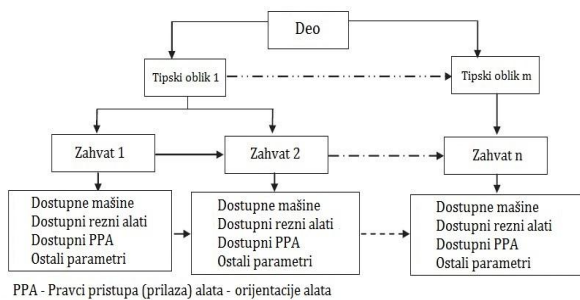 Deo
Tipski oblik 1
Tipski oblik m
Zahvat 1
Zahvat 2
Zahvat n
Dostupne mašine
Dostupni rezni alati
Dostupni PPA
Ostali parametri
Dostupne mašine
Dostupni rezni alati
Dostupni PPA
Ostali parametri
Dostupne mašine
Dostupni rezni alati
Dostupni PPA
Ostali parametri
PPA - Pravci pristupa (prilaza) alata - orijentacije alata